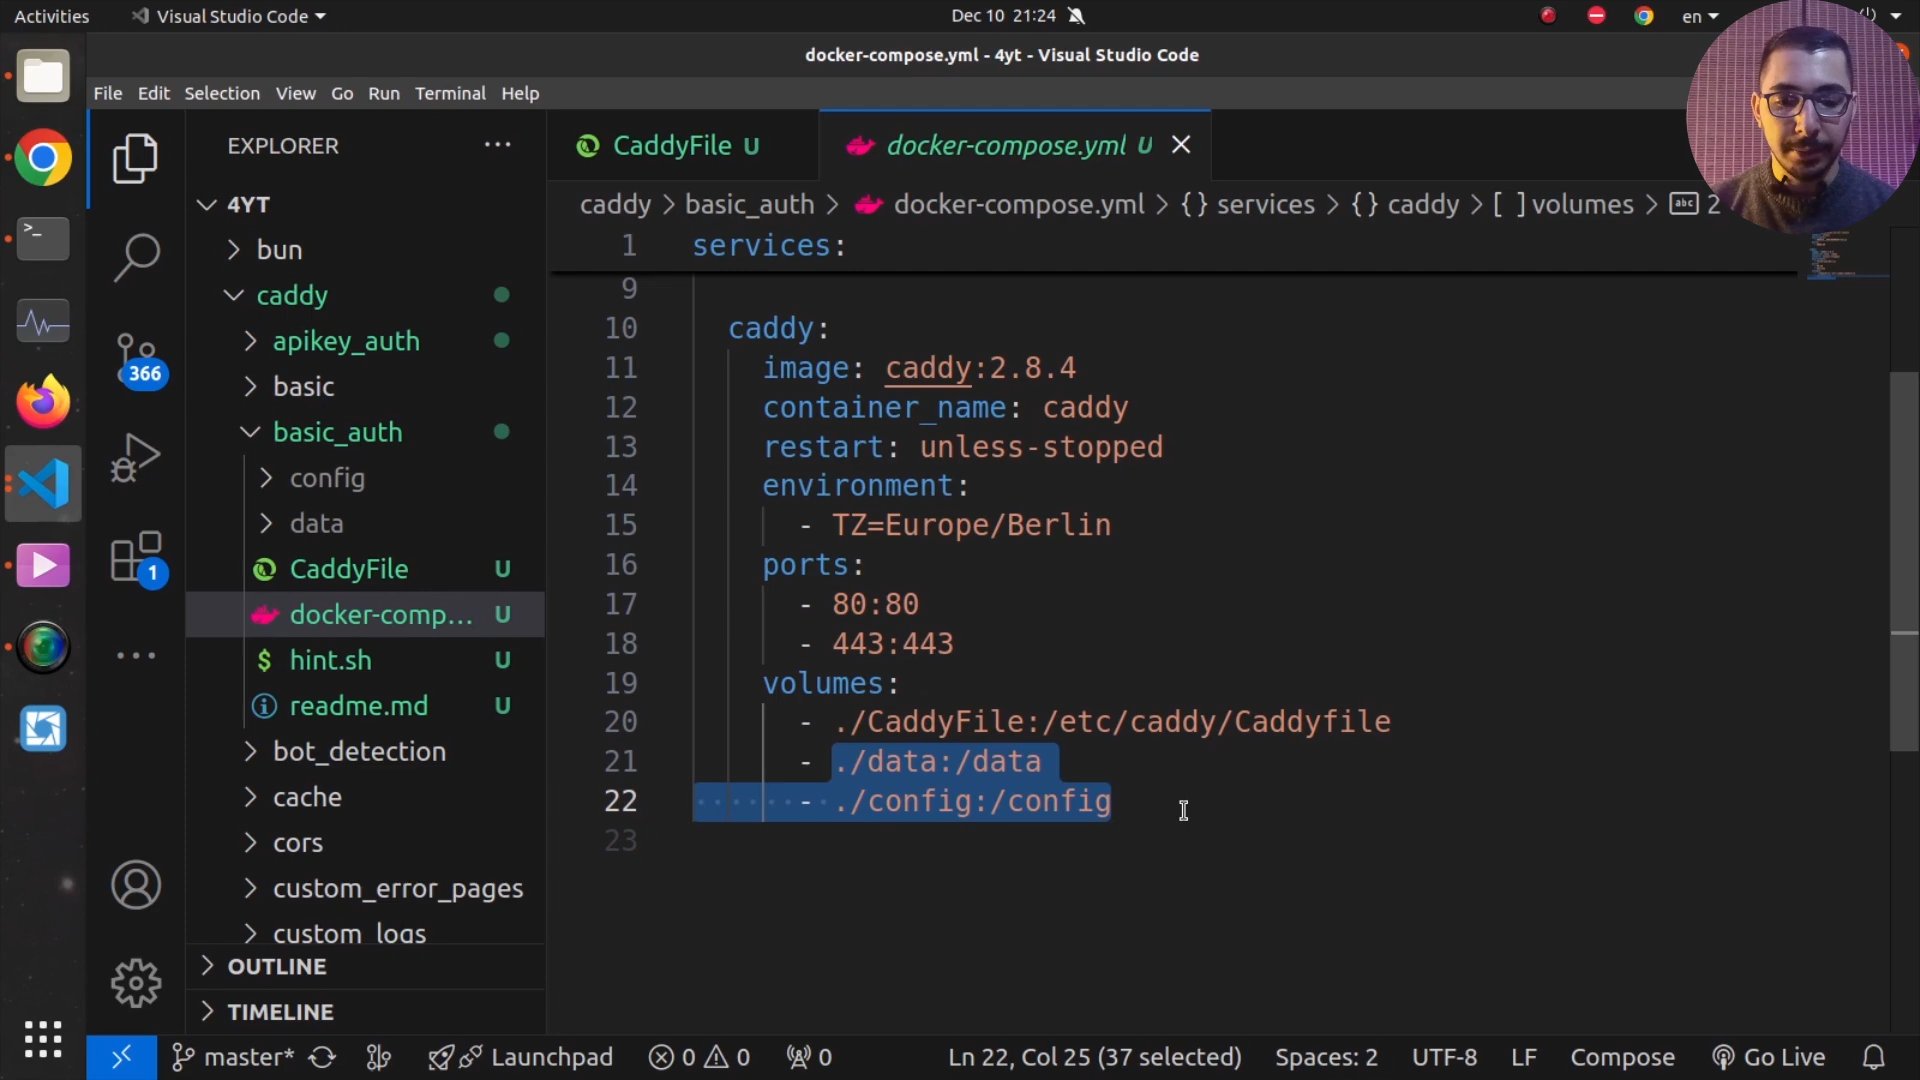 Activities
Visual Studio Code
Dec 10 21:24
en
docker-compose.yml - 4yt - Visual Studio Code
File Edit Selection View Go Run Terminal Help
EXPLORER
4YT
bun
caddy
apikey_auth
basic
basic_auth
config
data
CaddyFile U
docker-comp... U
$ hint.sh U
readme.md U
bot_detection
cache
cors
custom_error_pages
custom_logs
OUTLINE
TIMELINE
366
1
CaddyFile U
docker-compose.yml U
caddy > basic_auth > docker-compose.yml > {} services > {} caddy > [ ] volumes > abc 2
1 services:
9
10 caddy:
11 image: caddy:2.8.4
12 container_name: caddy
13 restart: unless-stopped
14 environment:
15 - TZ=Europe/Berlin
16 ports:
17 - 80:80
18 - 443:443
19 volumes:
20 - ./CaddyFile:/etc/caddy/Caddyfile
21 - ./data:/data
22 - ./config:/config
23
master* Launchpad 0 0 0 Ln 22, Col 25 (37 selected) Spaces: 2 UTF-8 LF Compose Go Live